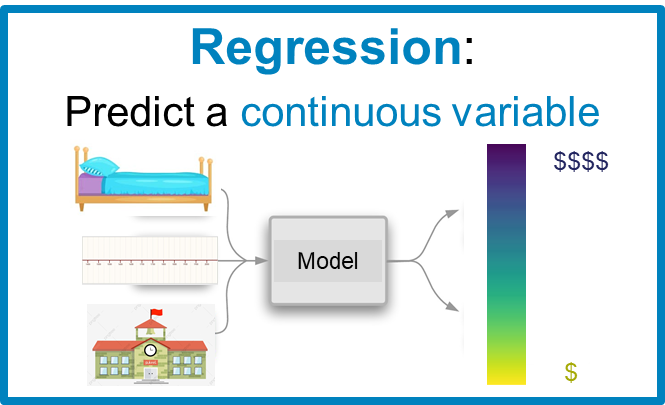 Regression:
Predict a continuous variable
$$$$
Model
$